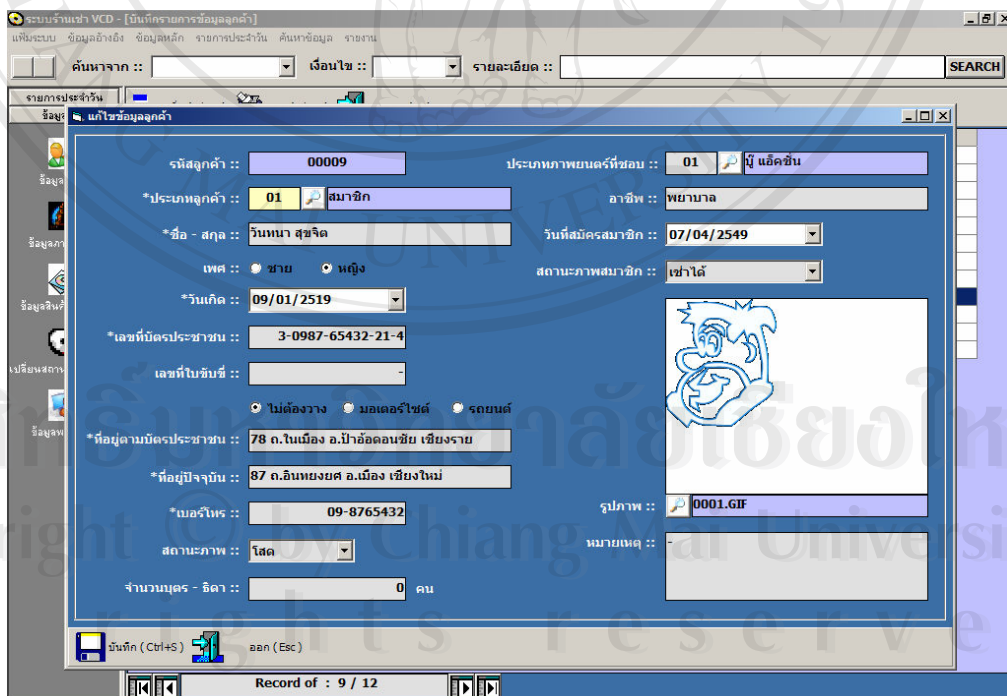 ระบบร้านเช่า VCD - [บันทึกรายการข้อมูลลูกค้า]
แฟ้มระบบ ข้อมูลอ้างอิง ข้อมูลหลัก รายการประจำวัน ค้นหาข้อมูล รายงาน
ค้นหาจาก :: เงื่อนไข :: รายละเอียด :: SEARCH
รายการประจำวัน
แก้ไขข้อมูลลูกค้า
รหัสลูกค้า :: 00009 ประเภทภาพยนตร์ที่ชอบ :: 01 บู๊ แอ็คชั่น
*ประเภทลูกค้า :: 01 สมาชิก อาชีพ :: พยาบาล
*ชื่อ - สกุล :: วันทนา สุขจิต วันที่สมัครสมาชิก :: 07/04/2549
เพศ :: ชาย หญิง สถานะภาพสมาชิก :: เช่าได้
*วันเกิด :: 09/01/2519
*เลขที่บัตรประชาชน :: 3-0987-65432-21-4
เลขที่ใบขับขี่ :: -
ไม่ต้องวาง มอเตอร์ไซต์ รถยนต์
*ที่อยู่ตามบัตรประชาชน :: 78 ถ.ในเมือง อ.ป้าอ้อดอนชัย เชียงราย
*ที่อยู่ปัจจุบัน :: 87 ถ.อินทยงยศ อ.เมือง เชียงใหม่
*เบอร์โทร :: 09-8765432 รูปภาพ :: 0001.GIF
สถานะภาพ :: โสด หมายเหตุ :: -
จำนวนบุตร - ธิดา :: 0 คน
บันทึก (Ctrl+S) ออก (Esc)
Record of : 9 / 12